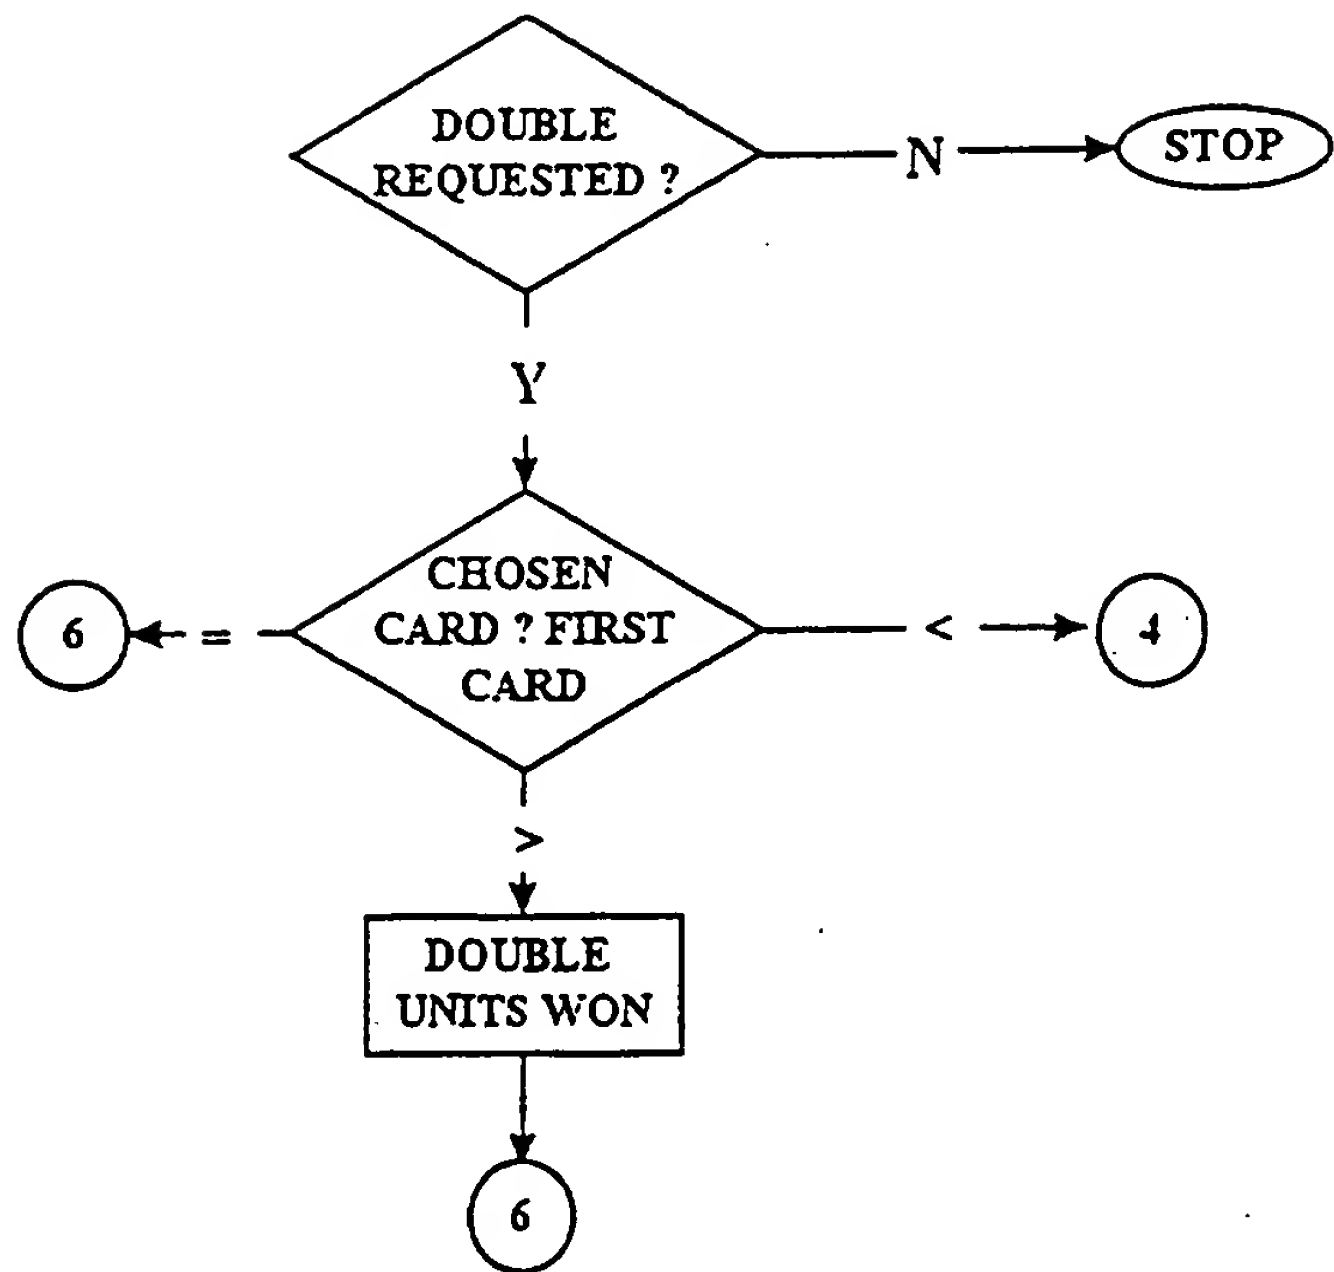 DOUBLE
REQUESTED ?
N
STOP
Y
CHOSEN
CARD ? FIRST
CARD
6
=
<
4
>
DOUBLE
UNITS WON
6